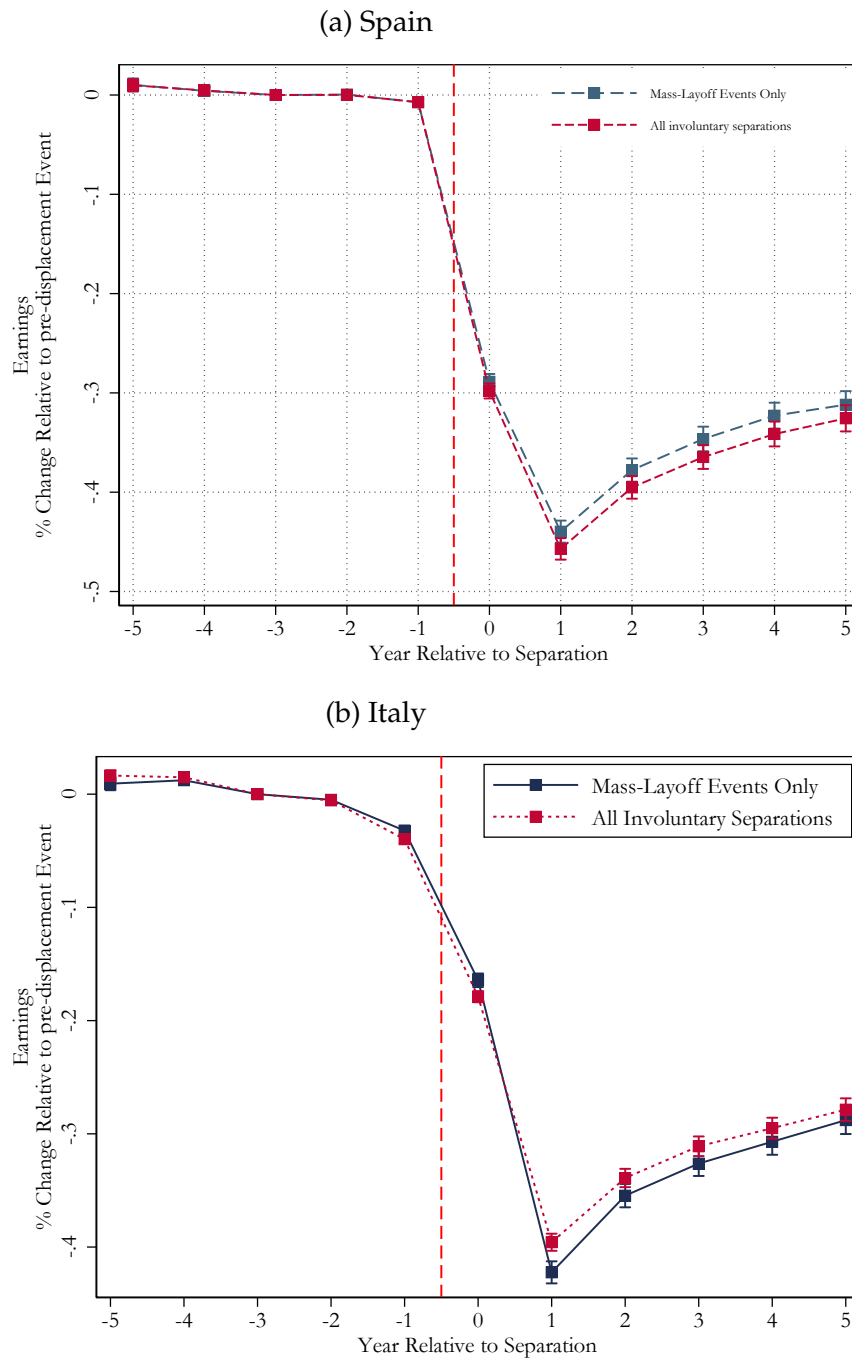 (a) Spain
Earnings
% Change Relative to pre-displacement Event
0
-.1
-.2
-.3
-.4
-.5
Mass-Layoff Events Only
All involuntary separations
-5 -4 -3 -2 -1 0 1 2 3 4 5
Year Relative to Separation
(b) Italy
Earnings
% Change Relative to pre-displacement Event
0
-.1
-.2
-.3
-.4
Mass-Layoff Events Only
All Involuntary Separations
-5 -4 -3 -2 -1 0 1 2 3 4 5
Year Relative to Separation